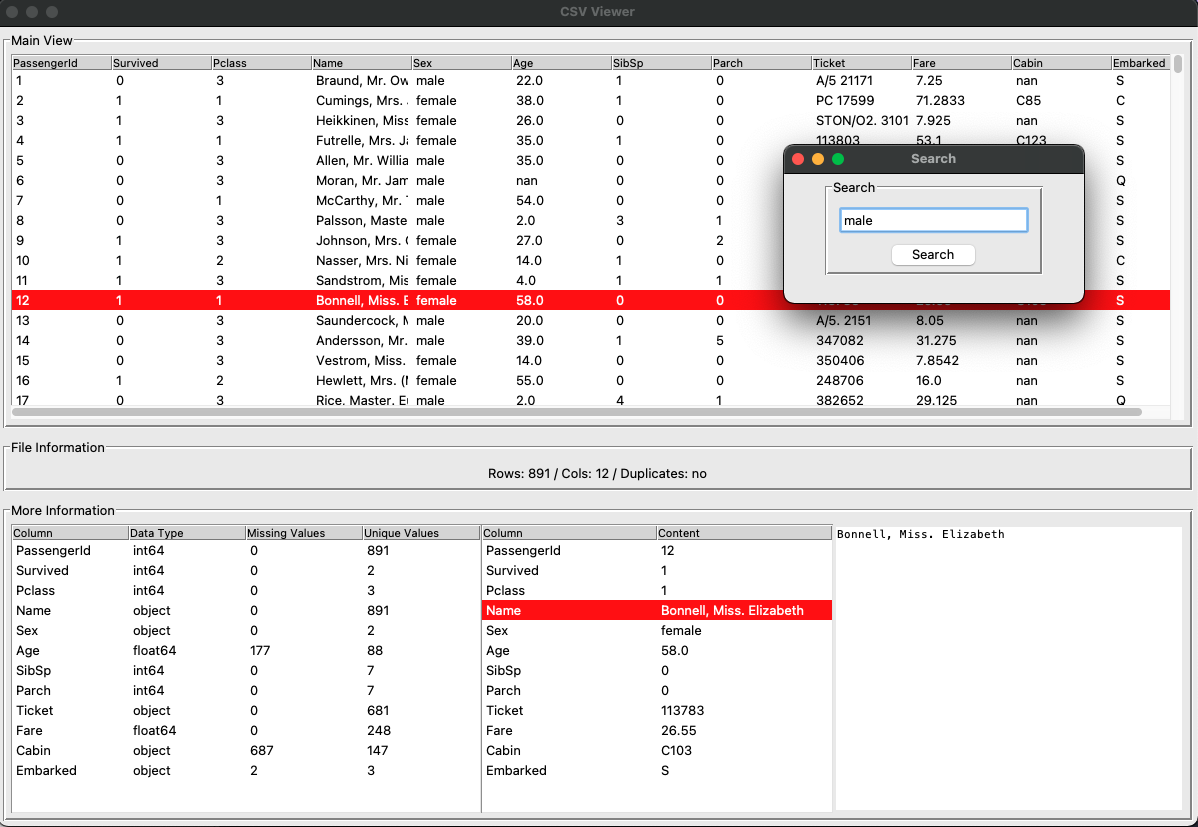 CSV Viewer
Main View
PassengerId Survived Pclass Name Sex Age SibSp Parch Ticket Fare Cabin Embarked
1 0 3 Braund, Mr. Ow male 22.0 1 0 A/5 21171 7.25 nan S
2 1 1 Cumings, Mrs. female 38.0 1 0 PC 17599 71.2833 C85 C
3 1 3 Heikkinen, Miss female 26.0 0 0 STON/O2. 3101 7.925 nan S
4 1 1 Futrelle, Mrs. Ja female 35.0 1 0 113803 53.1 C123 S
5 0 3 Allen, Mr. Willia male 35.0 0 0 S
6 0 3 Moran, Mr. Jam male nan 0 0 Q
7 0 1 McCarthy, Mr. male 54.0 0 0 S
8 0 3 Palsson, Maste male 2.0 3 1 S
9 1 3 Johnson, Mrs. ( female 27.0 0 2 S
10 1 2 Nasser, Mrs. Ni female 14.0 1 0 C
11 1 3 Sandstrom, Mis female 4.0 1 1 S
12 1 1 Bonnell, Miss. E female 58.0 0 0 S
13 0 3 Saundercock, M male 20.0 0 0 A/5. 2151 8.05 nan S
14 0 3 Andersson, Mr. male 39.0 1 5 347082 31.275 nan S
15 0 3 Vestrom, Miss. female 14.0 0 0 350406 7.8542 nan S
16 1 2 Hewlett, Mrs. (M female 55.0 0 0 248706 16.0 nan S
17 0 3 Rice, Master. Eu male 2.0 4 1 382652 29.125 nan Q
Search
Search
male
Search
File Information
Rows: 891 / Cols: 12 / Duplicates: no
More Information
Column Data Type Missing Values Unique Values
PassengerId int64 0 891
Survived int64 0 2
Pclass int64 0 3
Name object 0 891
Sex object 0 2
Age float64 177 88
SibSp int64 0 7
Parch int64 0 7
Ticket object 0 681
Fare float64 0 248
Cabin object 687 147
Embarked object 2 3
Column Content
PassengerId 12
Survived 1
Pclass 1
Name Bonnell, Miss. Elizabeth
Sex female
Age 58.0
SibSp 0
Parch 0
Ticket 113783
Fare 26.55
Cabin C103
Embarked S
Bonnell, Miss. Elizabeth